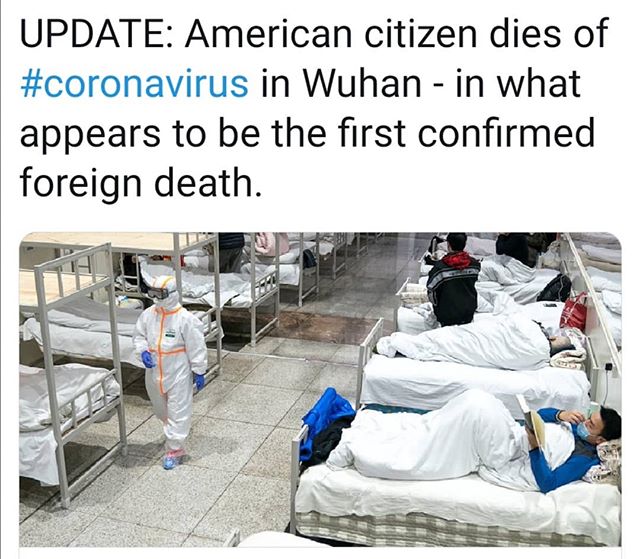 UPDATE: American citizen dies of
#coronavirus in Wuhan - in what
appears to be the first confirmed
foreign death.